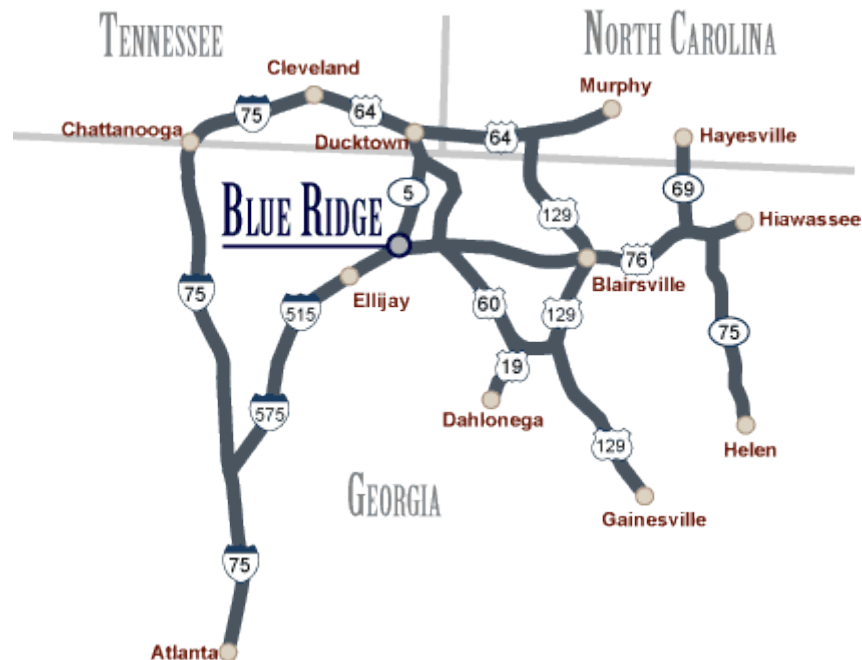 TENNESSEE
NORTH CAROLINA
Cleveland
Murphy
75
64
Chattanooga
Ducktown
64
Hayesville
5
69
BLUE RIDGE
129
Hiawassee
76
Blairsville
Ellijay
75
515
60
129
75
19
575
Dahlonega
129
Helen
GEORGIA
Gainesville
75
Atlanta